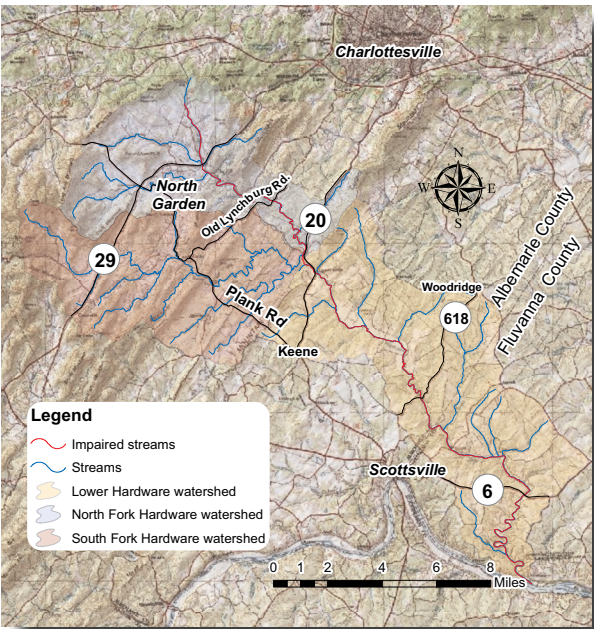 Charlottesville
N
W
E
S
North
Garden
Old Lynchburg Rd.
20
29
Albemarle County
Fluvanna County
Woodridge
618
Plank Rd
Keene
Legend
Impaired streams
Streams
Lower Hardware watershed
North Fork Hardware watershed
South Fork Hardware watershed
Scottsville
6
0 1 2 4 6 8
Miles